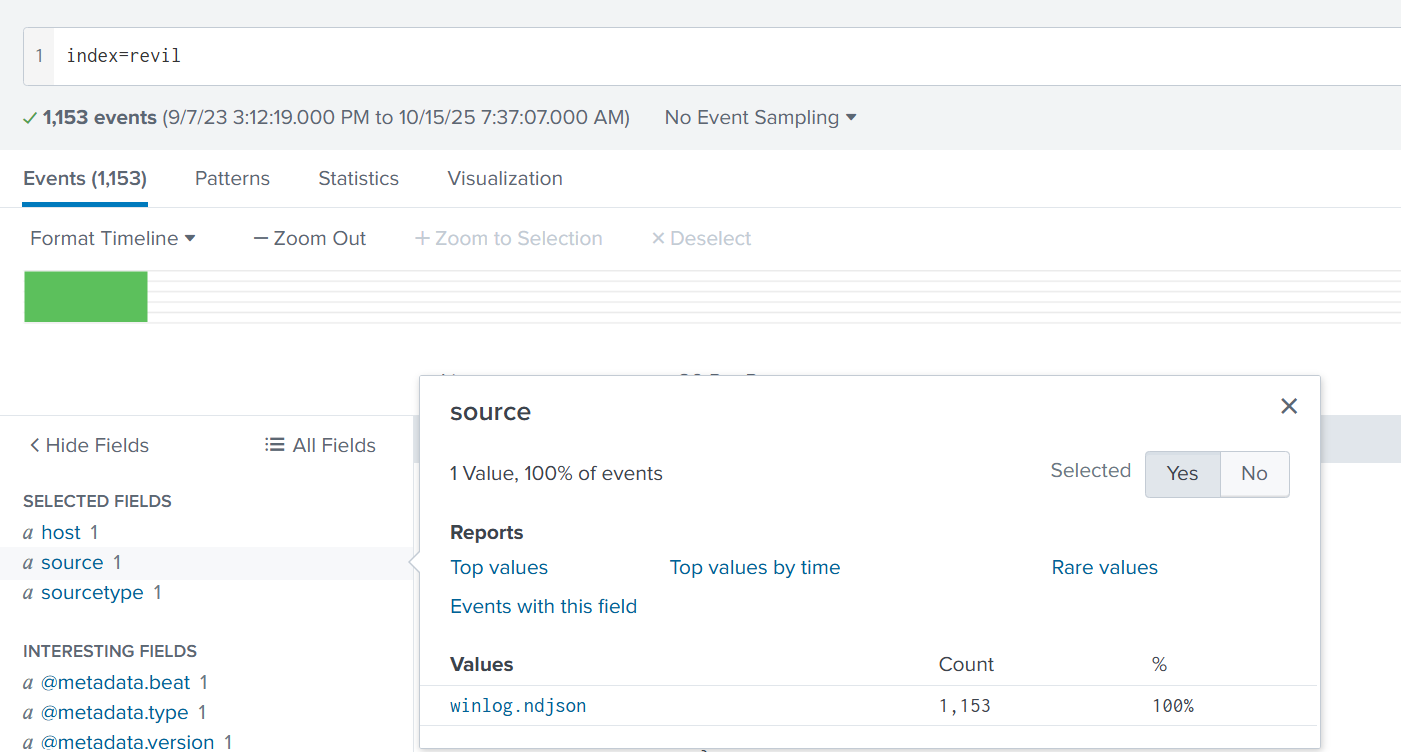 1 index=revil
✓ 1,153 events (9/7/23 3:12:19.000 PM to 10/15/25 7:37:07.000 AM) No Event Sampling ▾
Events (1,153) Patterns Statistics Visualization
Format Timeline ▾ — Zoom Out + Zoom to Selection × Deselect
< Hide Fields All Fields
SELECTED FIELDS
a host 1
a source 1
a sourcetype 1
INTERESTING FIELDS
a @metadata.beat 1
a @metadata.type 1
a @metadata.version 1
source ×
1 Value, 100% of events Selected Yes No
Reports
Top values Top values by time Rare values
Events with this field
Values Count %
winlog.ndjson 1,153 100%